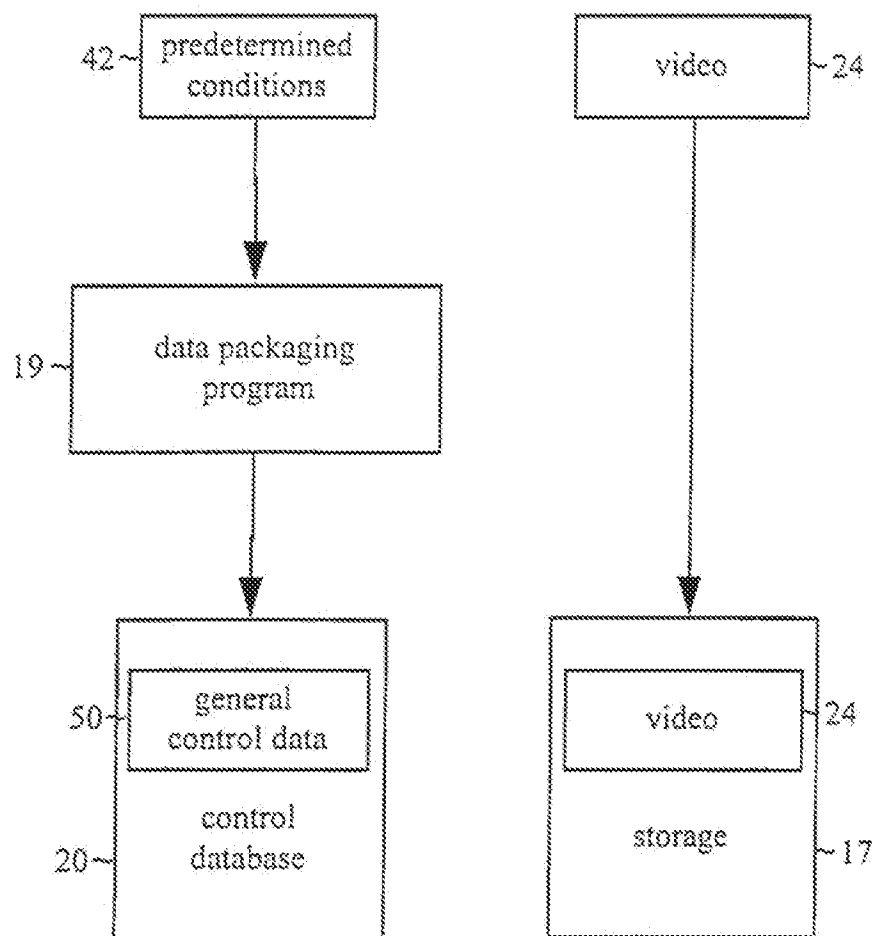 42
predetermined
conditions
video
24
19
data packaging
program
50
general
control data
20
control
database
video
24
storage
17